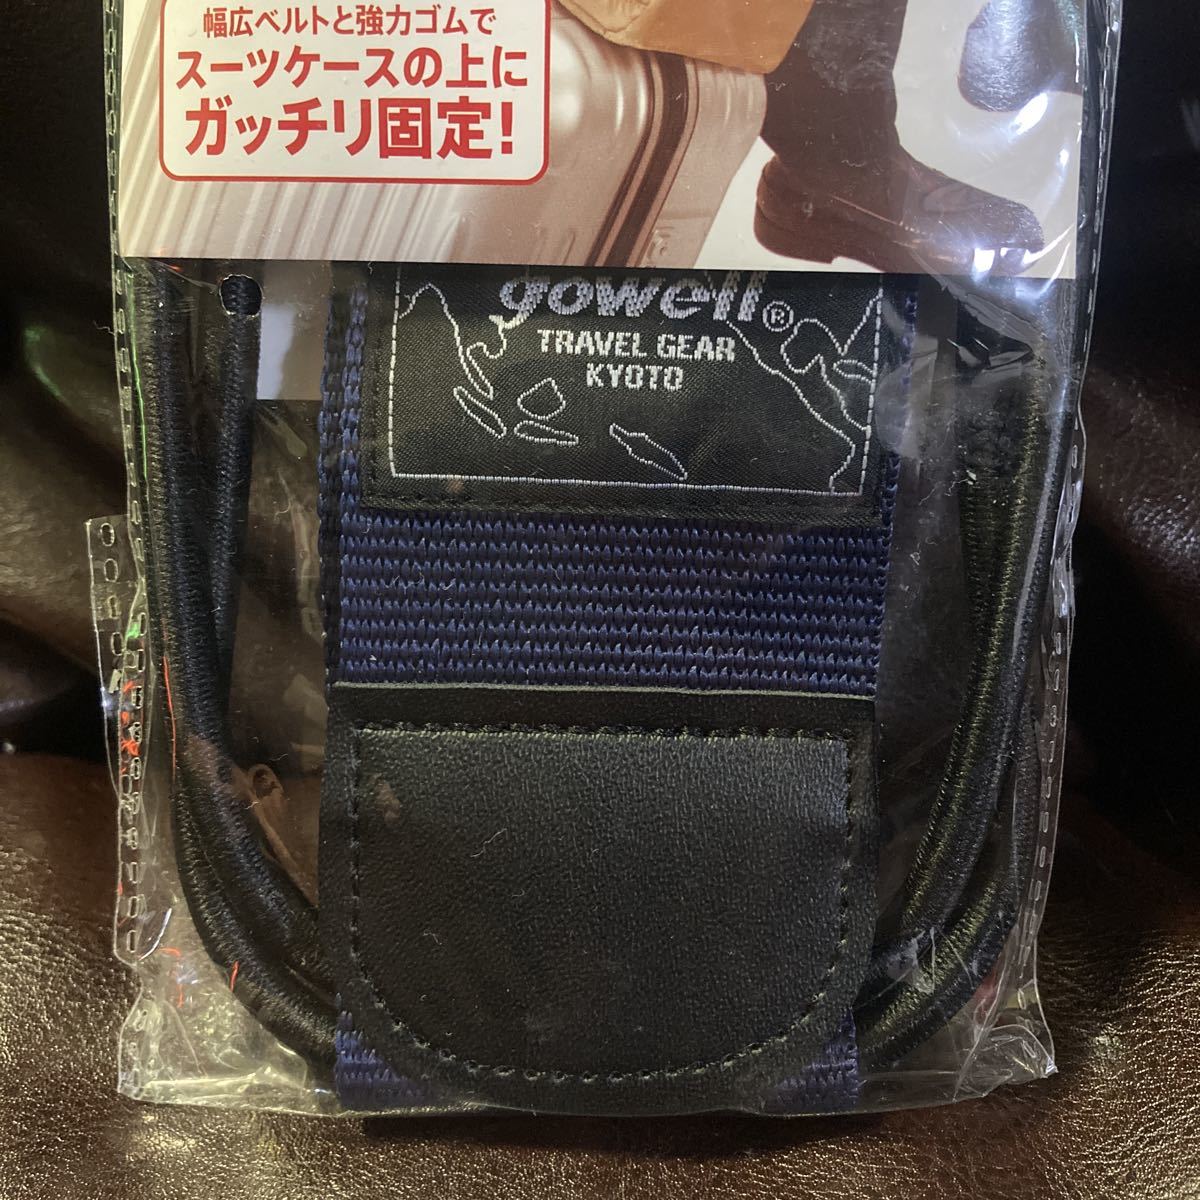 幅広ベルトと強力ゴムで
スーツケースの上に
ガッチリ固定!
gowell®
TRAVEL GEAR
KYOTO